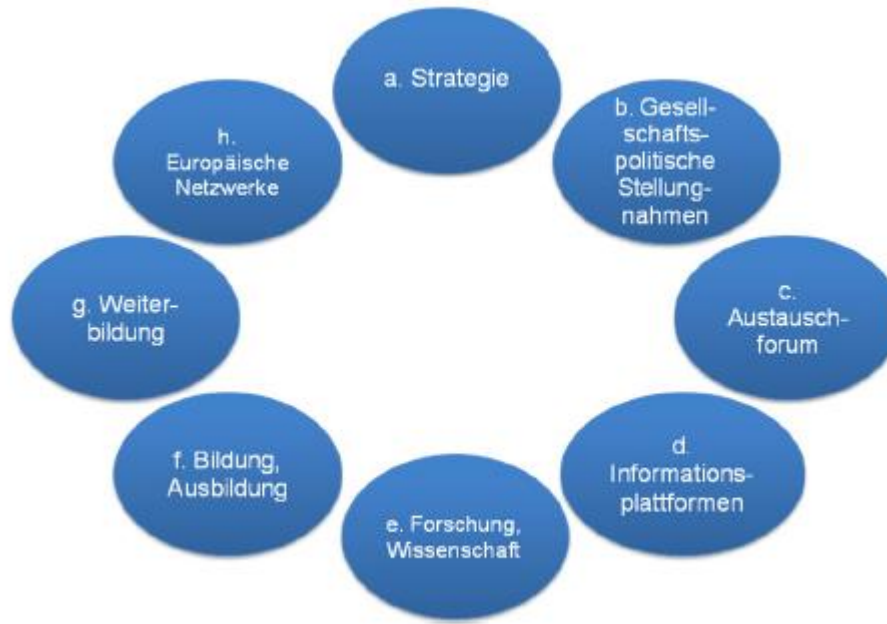 a. Strategie
b. Gesell-
schafts-
politische
Stellung-
nahmen
c.
Austausch-
forum
d.
Informations-
plattformen
e. Forschung,
Wissenschaft
f. Bildung,
Ausbildung
g. Weiter-
bildung
h.
Europäische
Netzwerke